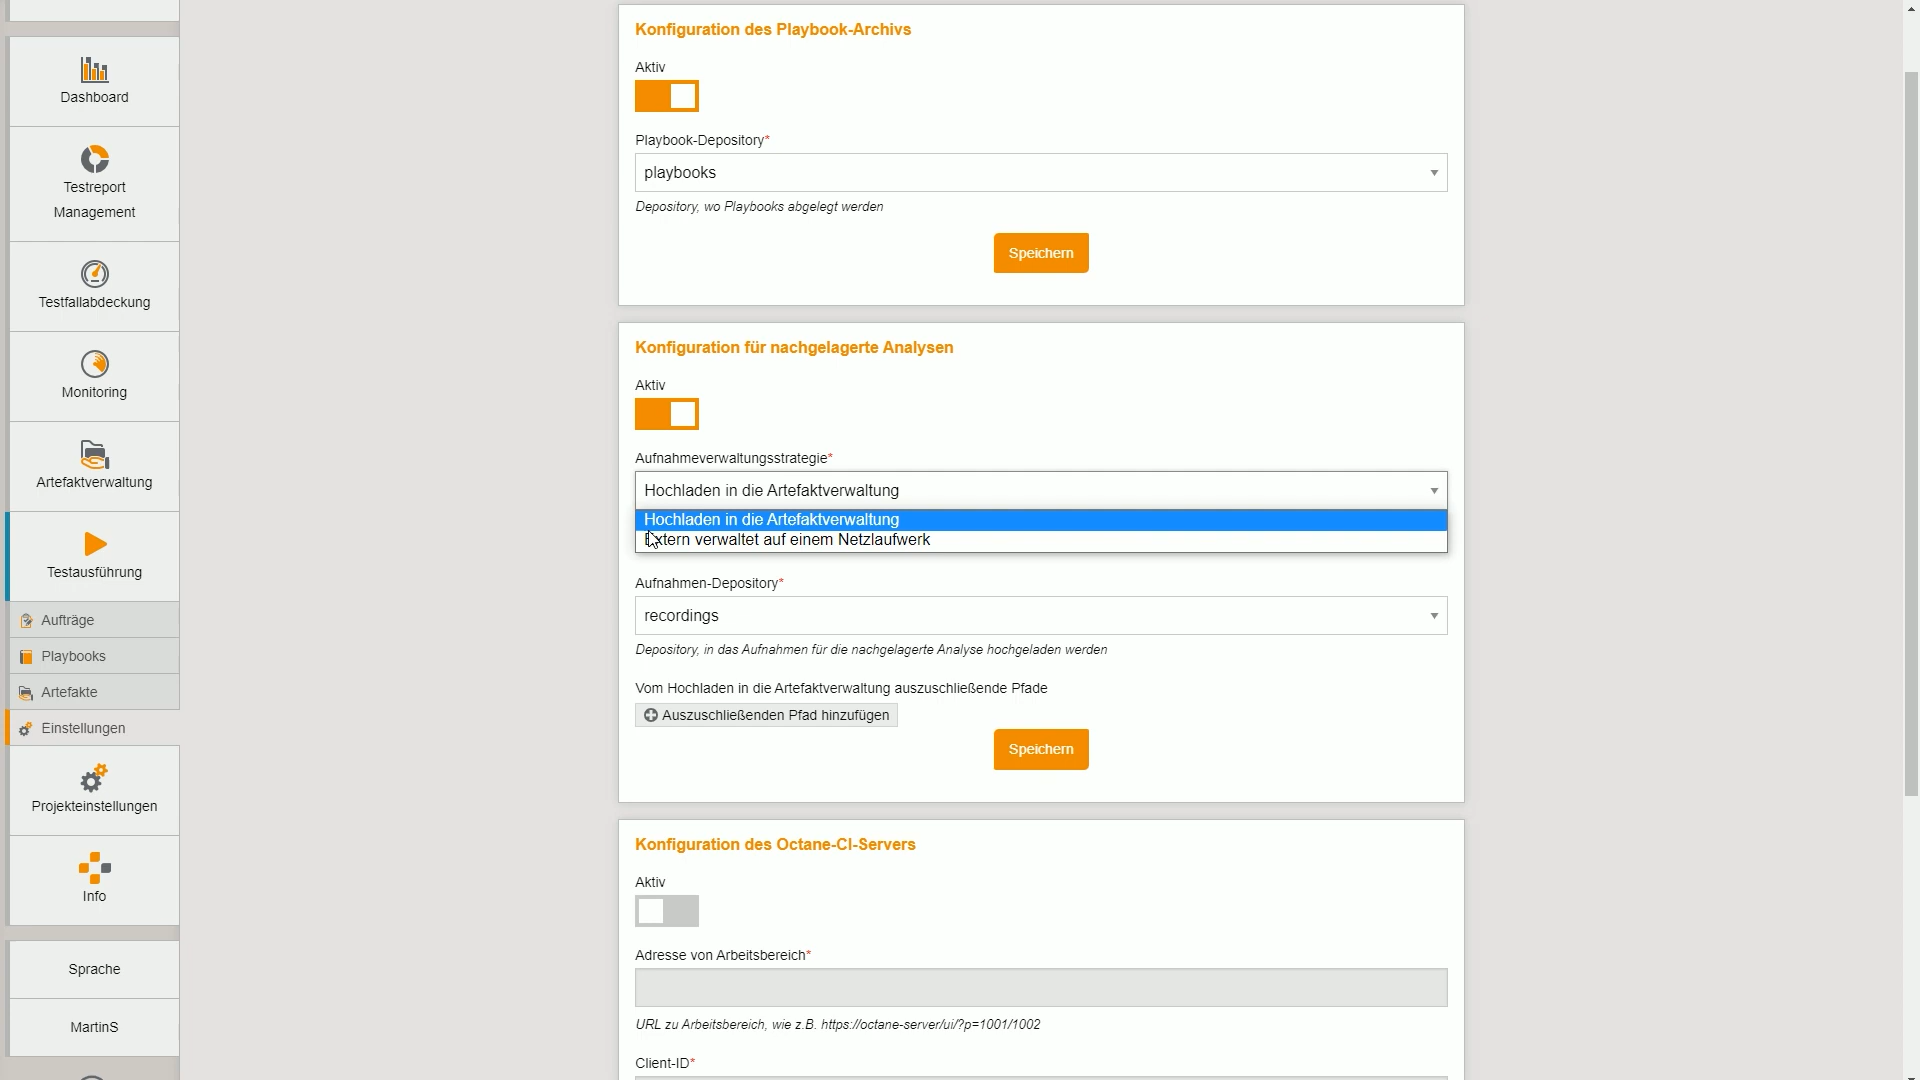 Dashboard
Testreport
Management
Testfallabdeckung
Monitoring
Artefaktverwaltung
Testausführung
Aufträge
Playbooks
Artefakte
Einstellungen
Projekteinstellungen
Info
Sprache
MartinS
Konfiguration des Playbook-Archivs
Aktiv
Playbook-Depository*
playbooks
Depository, wo Playbooks abgelegt werden
Speichern
Konfiguration für nachgelagerte Analysen
Aktiv
Aufnahmeverwaltungsstrategie*
Hochladen in die Artefaktverwaltung
Hochladen in die Artefaktverwaltung
Extern verwaltet auf einem Netzlaufwerk
Aufnahmen-Depository*
recordings
Depository, in das Aufnahmen für die nachgelagerte Analyse hochgeladen werden
Vom Hochladen in die Artefaktverwaltung auszuschließende Pfade
Auszuschließenden Pfad hinzufügen
Speichern
Konfiguration des Octane-CI-Servers
Aktiv
Adresse von Arbeitsbereich*
URL zu Arbeitsbereich, wie z.B. https://octane-server/ui/?p=1001/1002
Client-ID*